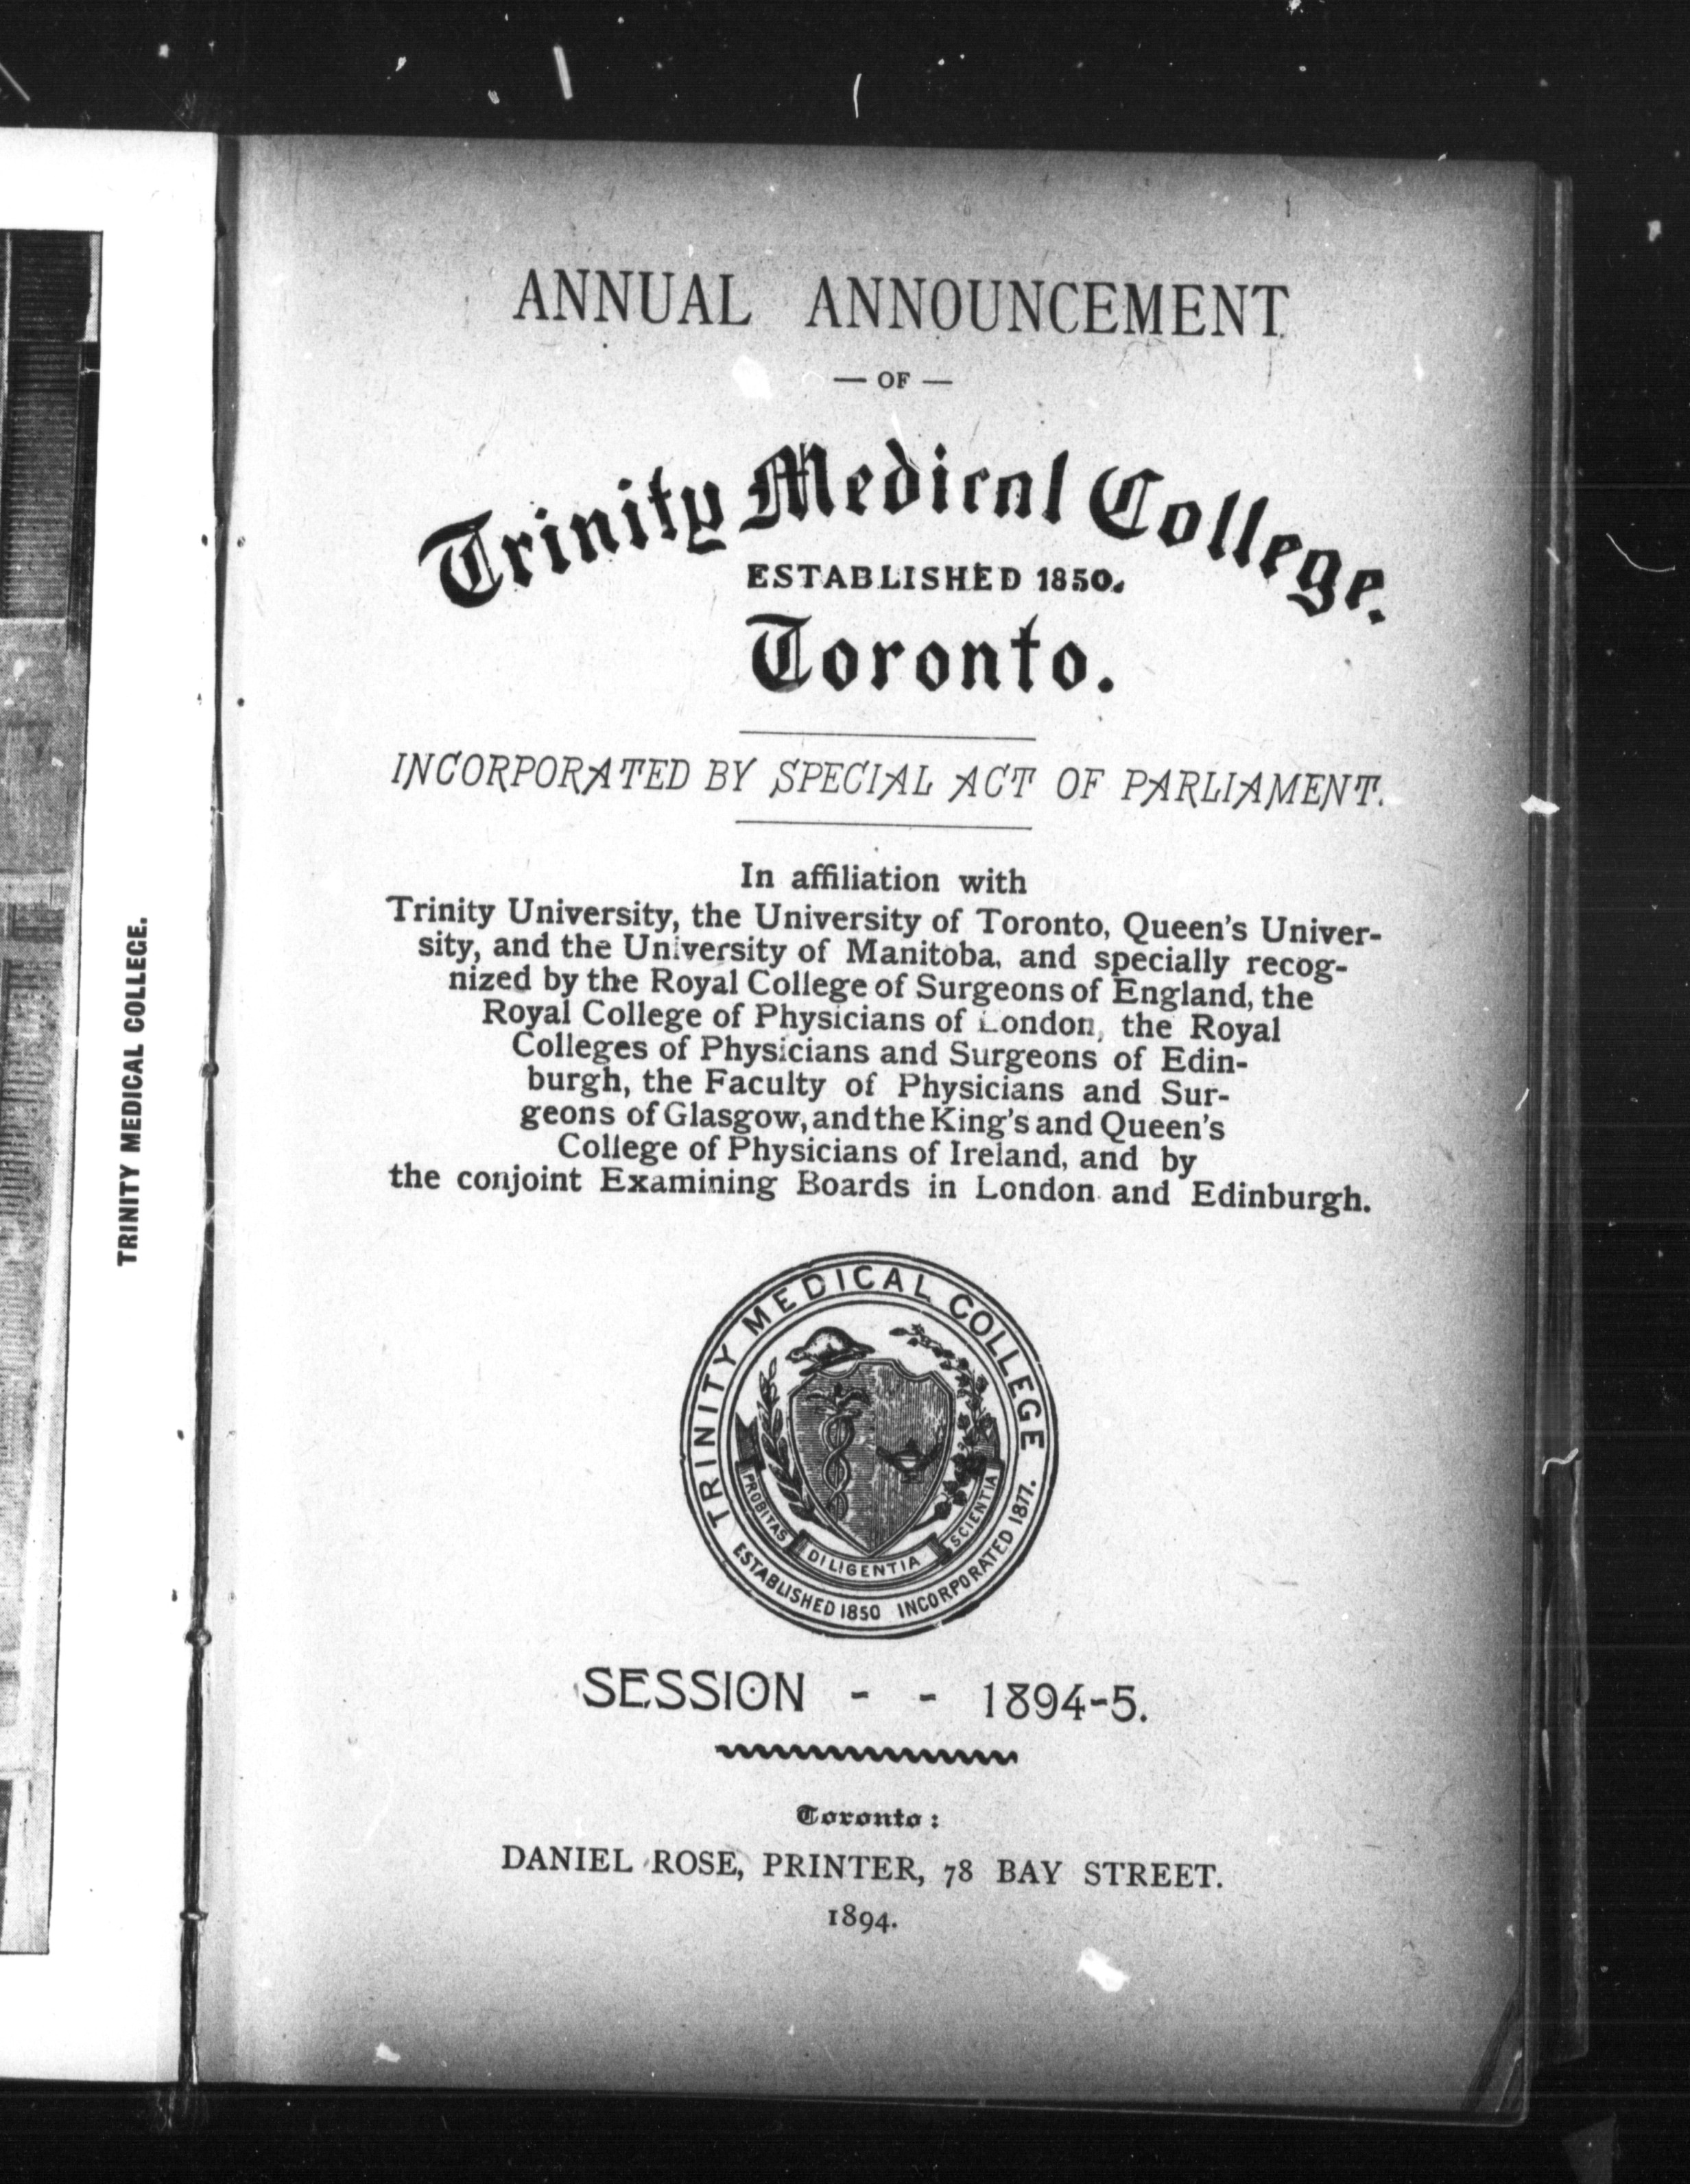 TRINITY MEDICAL COLLEGE.
ANNUAL ANNOUNCEMENT
— OF —
Trinity Medical College.
ESTABLISHED 1850.
Toronto.
INCORPORATED BY SPECIAL ACT OF PARLIAMENT.
In affiliation with
Trinity University, the University of Toronto, Queen's Univer-
sity, and the University of Manitoba, and specially recog-
nized by the Royal College of Surgeons of England, the
Royal College of Physicians of London, the Royal
Colleges of Physicians and Surgeons of Edin-
burgh, the Faculty of Physicians and Sur-
geons of Glasgow, and the King's and Queen's
College of Physicians of Ireland, and by
the conjoint Examining Boards in London and Edinburgh.
TRINITY MEDICAL COLLEGE
PROBITAS DILIGENTIA SCIENTIA
ESTABLISHED 1850 INCORPORATED 1877.
SESSION - - 1894-5.
Toronto:
DANIEL ROSE, PRINTER, 78 BAY STREET.
1894.